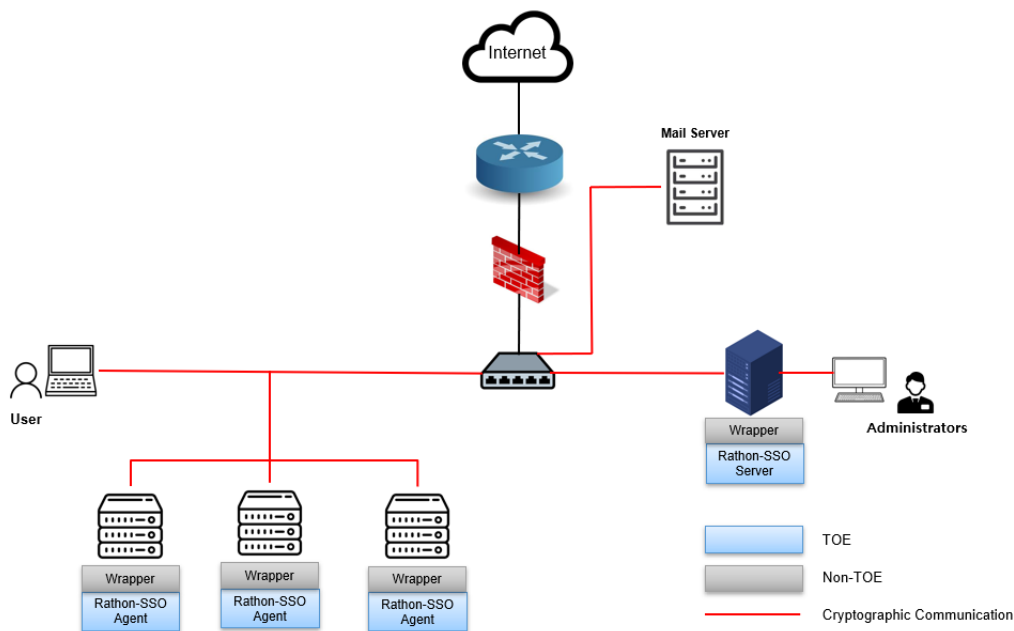 Internet
Mail Server
User
Administrators
Wrapper
Rathon-SSO
Server
Wrapper
Rathon-SSO
Agent
Wrapper
Rathon-SSO
Agent
Wrapper
Rathon-SSO
Agent
TOE
Non-TOE
Cryptographic Communication